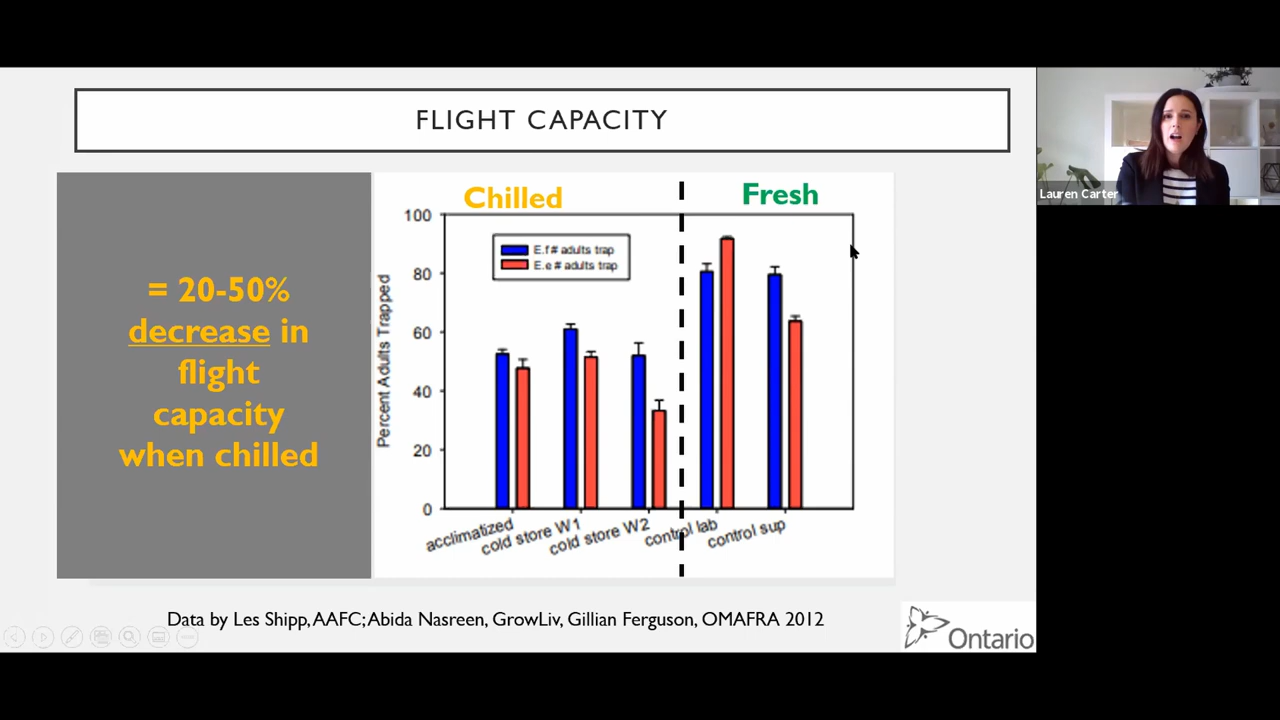 FLIGHT CAPACITY
Lauren Carter
= 20-50%
decrease in
flight
capacity
when chilled
Chilled
Fresh
100
80
60
40
20
0
Percent Adults Trapped
E.f # adults trap
E.e # adults trap
acclimatized
cold store W1
cold store W2
control lab
control sup
Data by Les Shipp, AAFC; Abida Nasreen, GrowLiv, Gillian Ferguson, OMAFRA 2012
Ontario